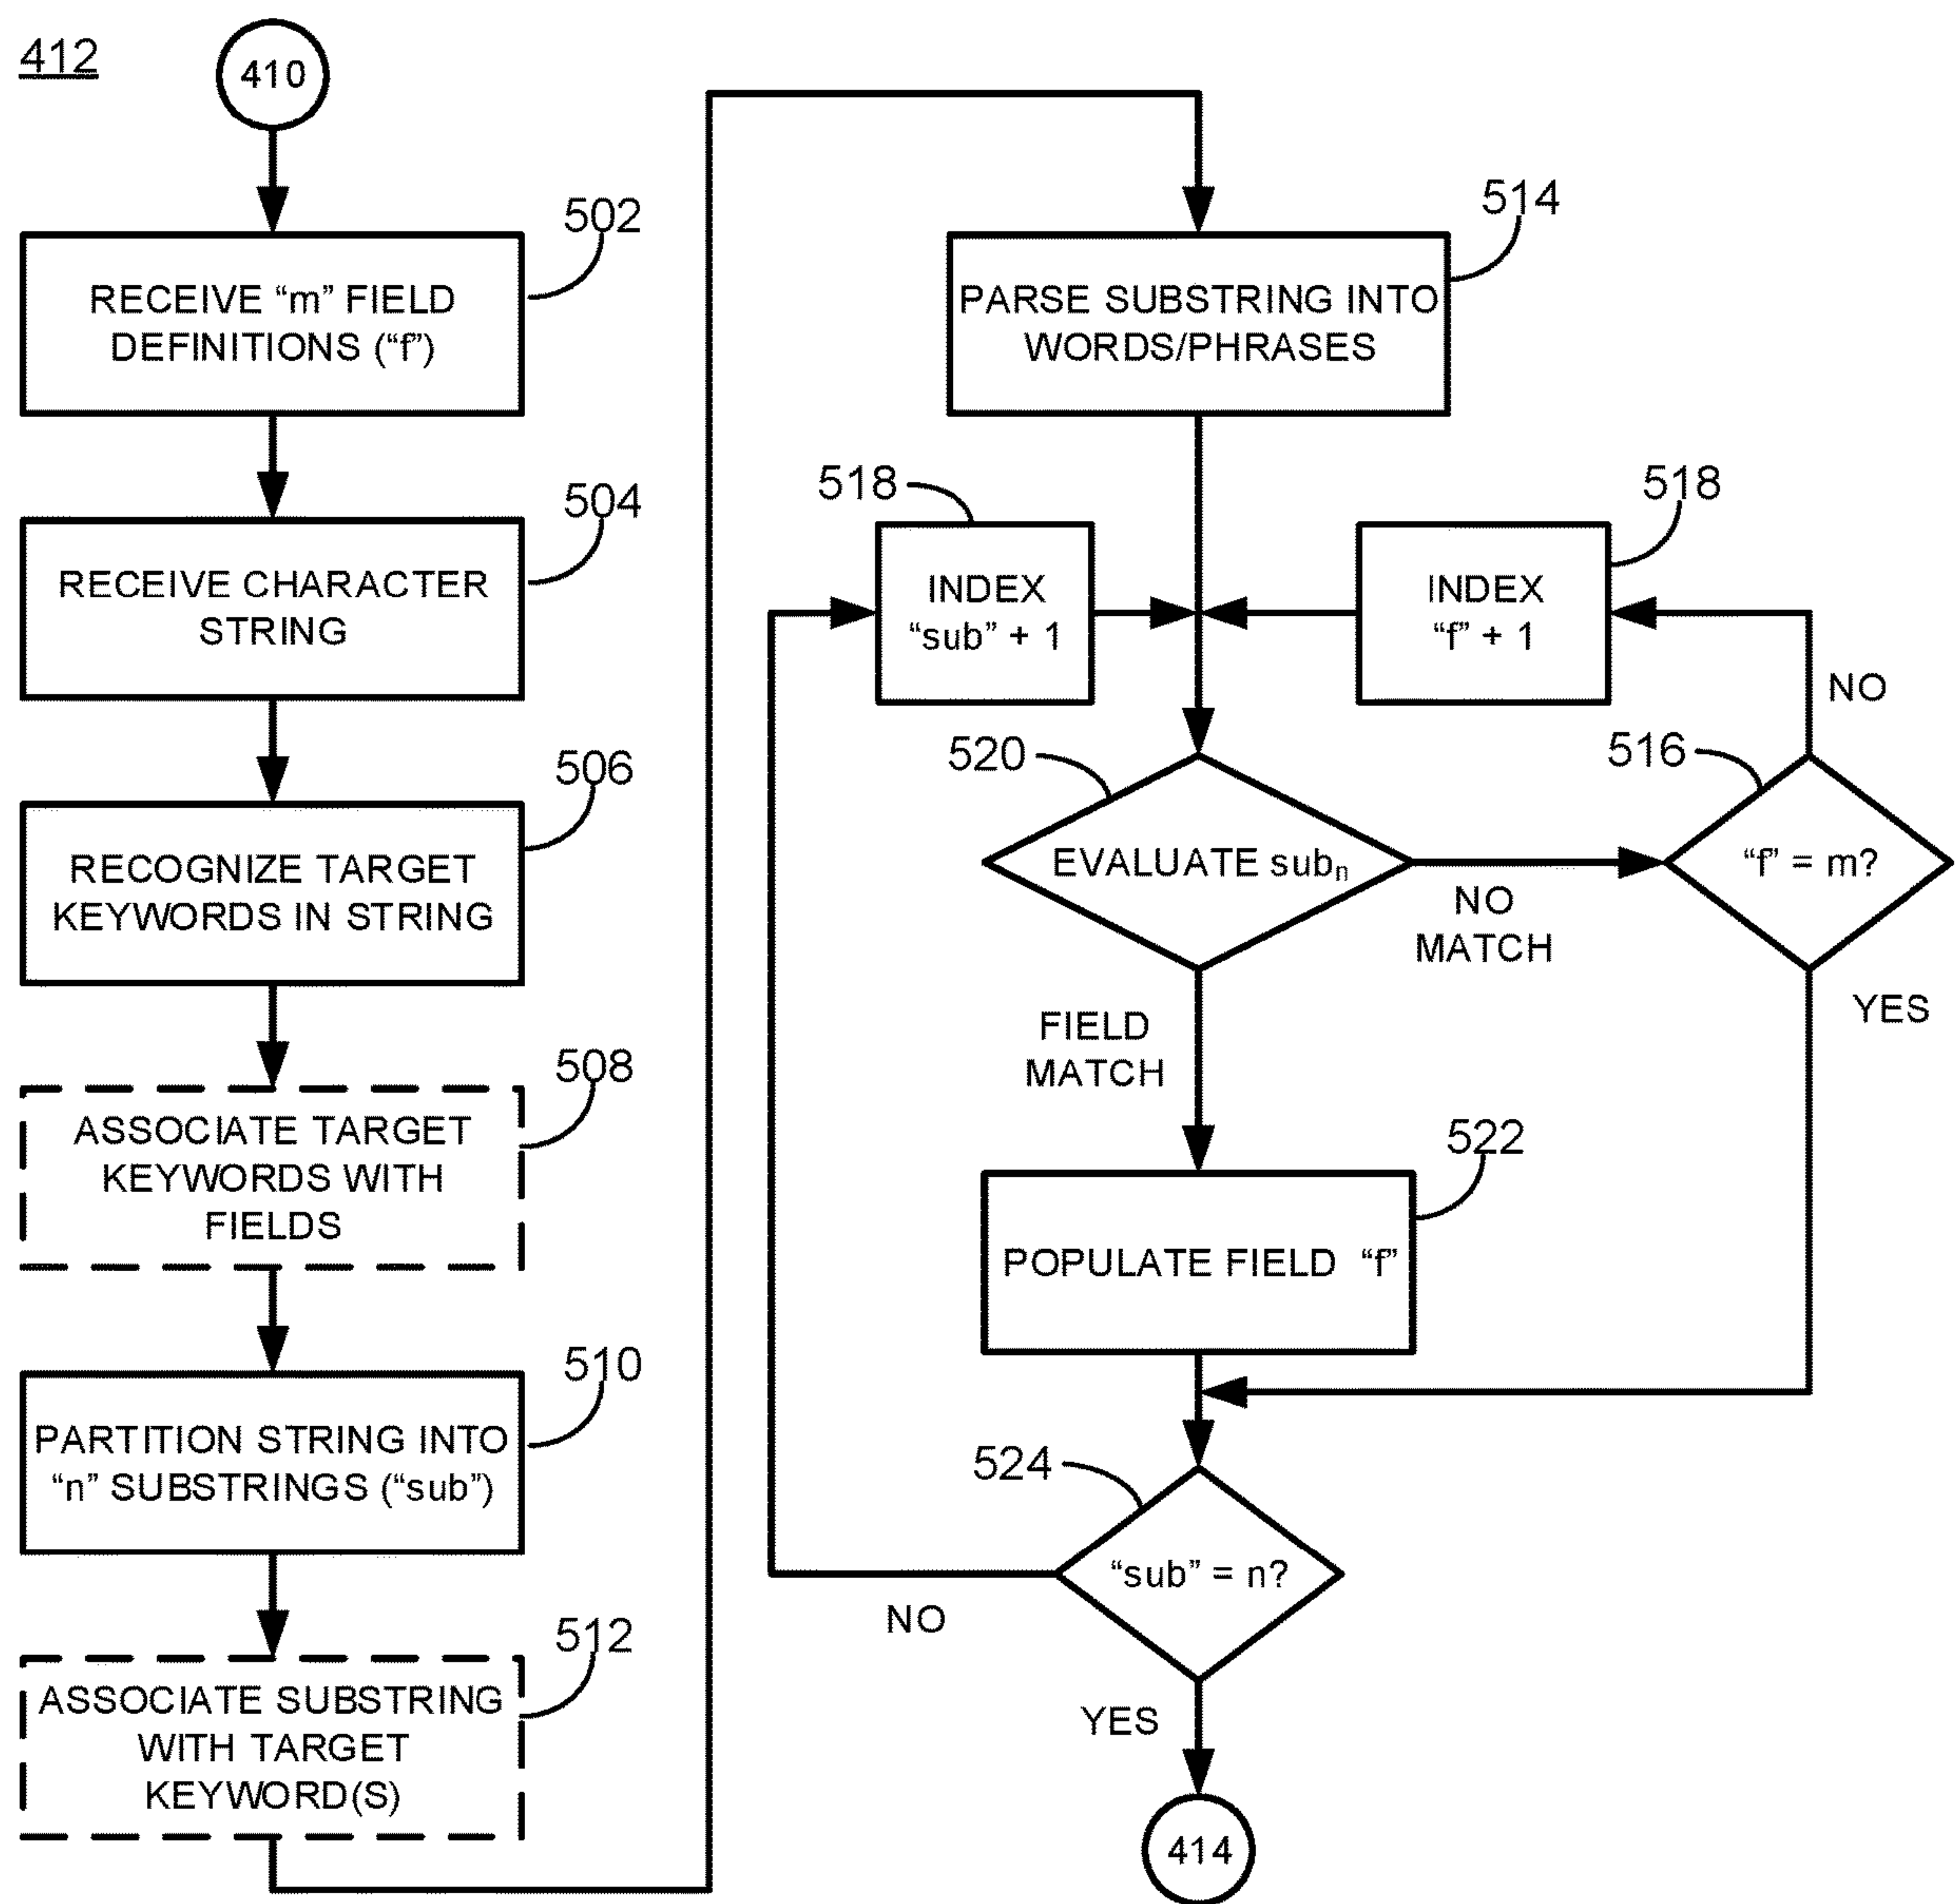 412
410
502
RECEIVE “m” FIELD
DEFINITIONS (“f”)
504
RECEIVE CHARACTER
STRING
506
RECOGNIZE TARGET
KEYWORDS IN STRING
508
ASSOCIATE TARGET
KEYWORDS WITH
FIELDS
510
PARTITION STRING INTO
“n” SUBSTRINGS (“sub”)
512
ASSOCIATE SUBSTRING
WITH TARGET
KEYWORD(S)
514
PARSE SUBSTRING INTO
WORDS/PHRASES
518
INDEX
“sub” + 1
518
INDEX
“f” + 1
NO
520
EVALUATE subn
NO
MATCH
516
“f” = m?
YES
FIELD
MATCH
522
POPULATE FIELD “f”
524
“sub” = n?
NO
YES
414